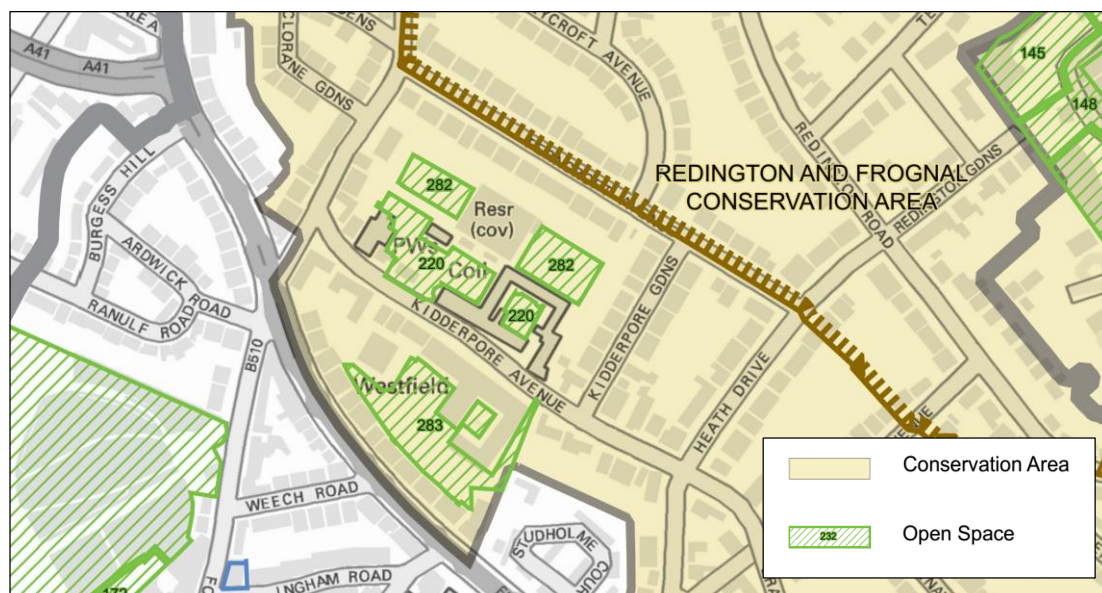 A41
A41
CLORANE GDNS
AVENUE
REDINGTON ROAD
145
148
REDINGTON AND FROGNAL
CONSERVATION AREA
REDINGTON GDNS
BURGESS HILL
ARDWICK ROAD
RANULF ROAD
B510
282
Resr
(cov)
PWs
220
Coll
282
220
KIDDERPORE AVENUE
KIDDERPORE GDNS
HEATH DRIVE
Westfield
283
WEECH ROAD
INGHAM ROAD
STUDHOLME
Conservation Area
232
Open Space